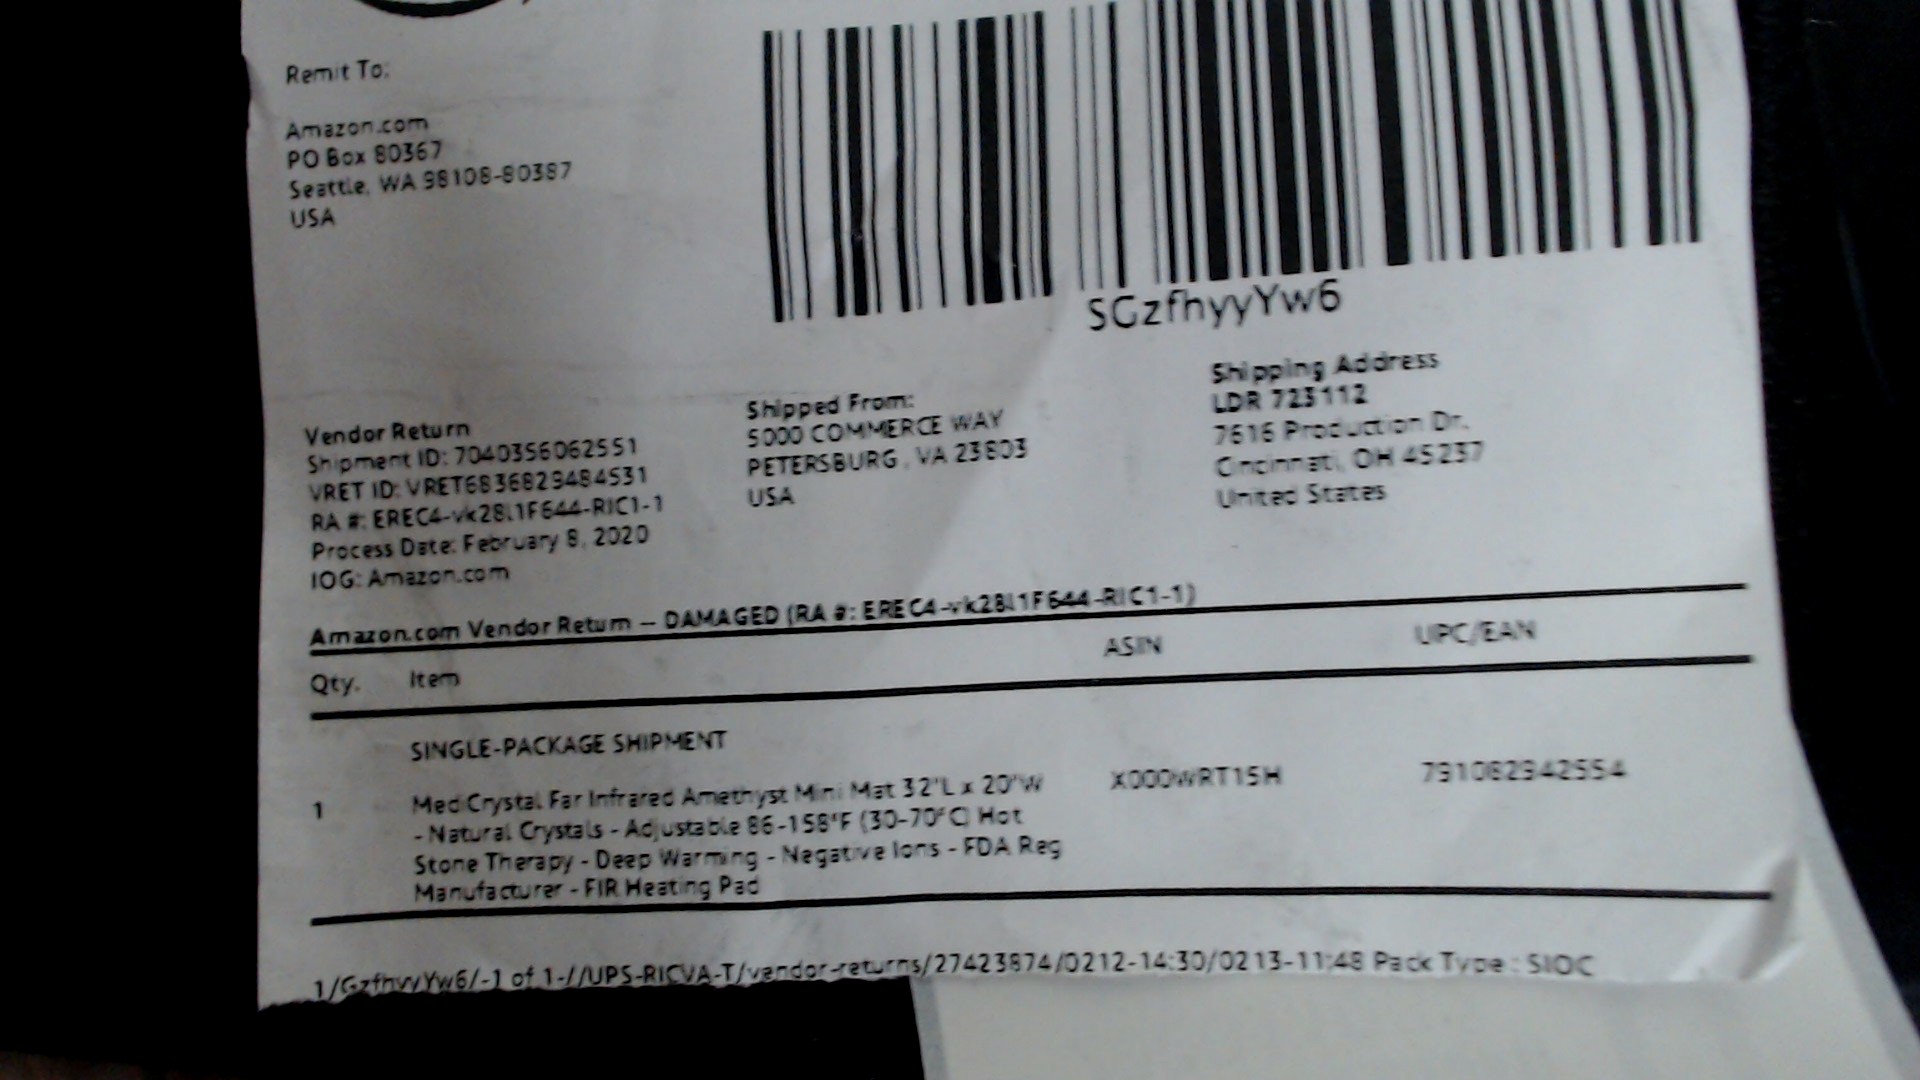 Remit To:
Amazon.com
PO Box 80367
Seattle, WA 98108-80387
USA
SGzfhyyYw6
Vendor Return
Shipment ID: 7040356062551
VRET ID: VRET6836829484531
RA #: EREC4-vk28l1F644-RIC1-1
Process Date: February 8, 2020
IOG: Amazon.com
Shipped From:
5000 COMMERCE WAY
PETERSBURG, VA 23803
USA
Shipping Address
LDR 723112
7616 Production Dr.
Cincinnati, OH 45237
United States
Amazon.com Vendor Return -- DAMAGED (RA #: EREC4-vk28l1F644-RIC1-1)
Qty. Item ASIN UPC/EAN
SINGLE-PACKAGE SHIPMENT
1 Med Crystal Far Infrared Amethyst Mini Mat 32"L x 20"W X000WRT15H 791082942554
- Natural Crystals - Adjustable 86-158°F (30-70°C) Hot
Stone Therapy - Deep Warming - Negative Ions - FDA Reg
Manufacturer - FIR Heating Pad
1/GzfhyyYw6/-1 of 1-//UPS-RICVA-T/vendor-returns/27423874/0212-14:30/0213-11:48 Pack Type : SIOC